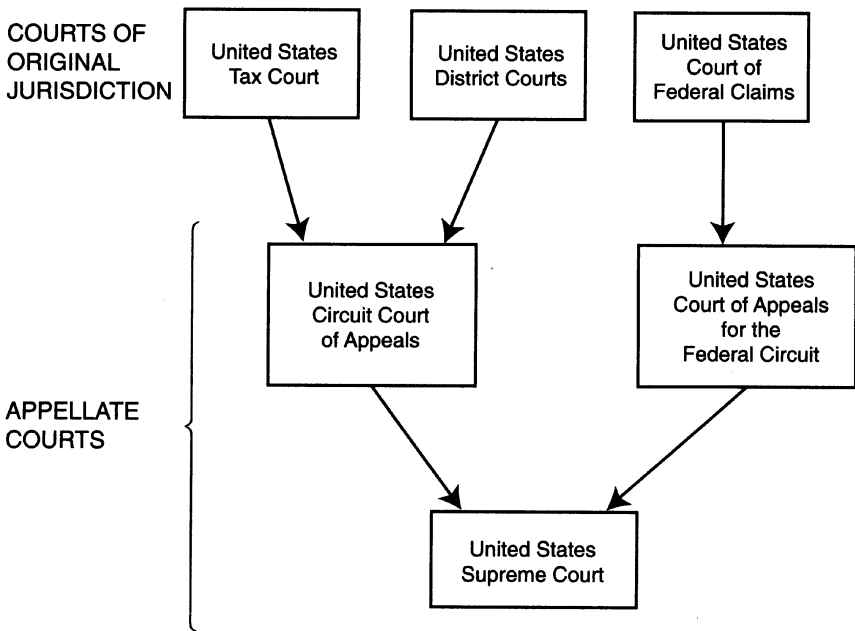 COURTS OF
ORIGINAL
JURISDICTION
United States
Tax Court
United States
District Courts
United States
Court of
Federal Claims
United States
Circuit Court
of Appeals
United States
Court of Appeals
for the
Federal Circuit
APPELLATE
COURTS
United States
Supreme Court